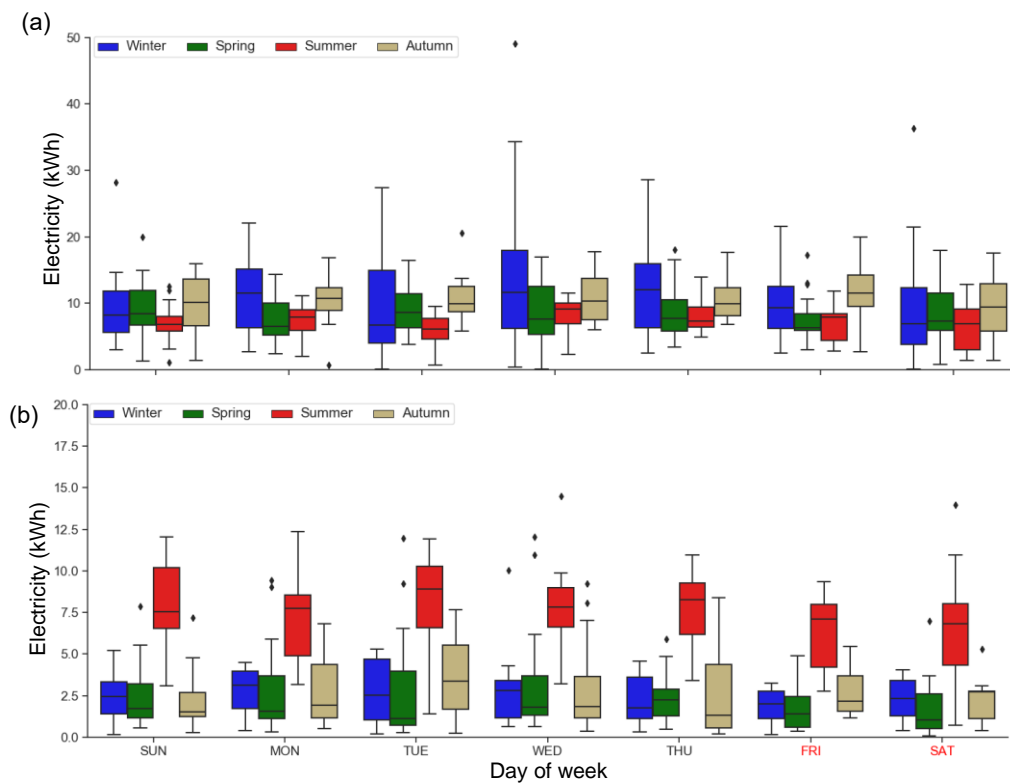 (a)
50
40
30
20
10
0
Electricity (kWh)
Winter Spring Summer Autumn
(b)
20.0
17.5
15.0
12.5
10.0
7.5
5.0
2.5
0.0
Electricity (kWh)
Winter Spring Summer Autumn
SUN MON TUE WED THU FRI SAT
Day of week